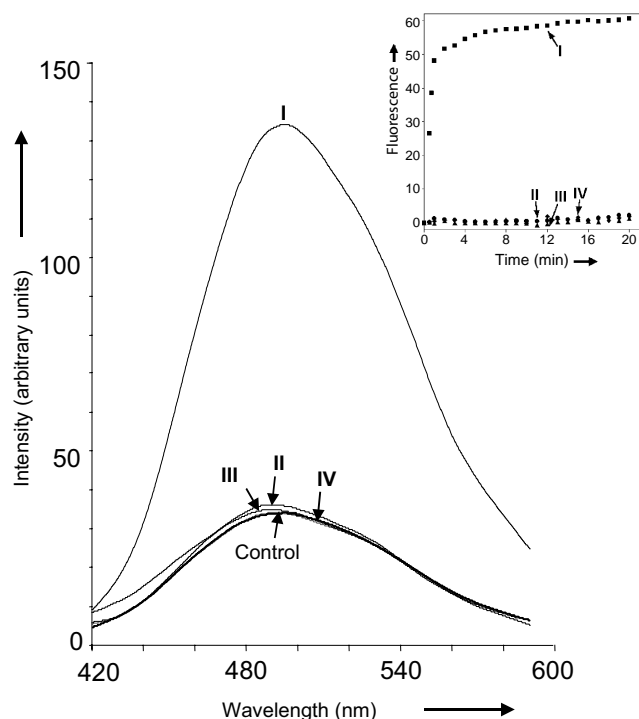 150
100
50
0
Intensity (arbitrary units)
420
480
540
600
Wavelength (nm)
I
III
II
IV
Control
60
50
40
30
20
10
0
Fluorescence
I
II
III
IV
0
4
8
12
16
20
Time (min)